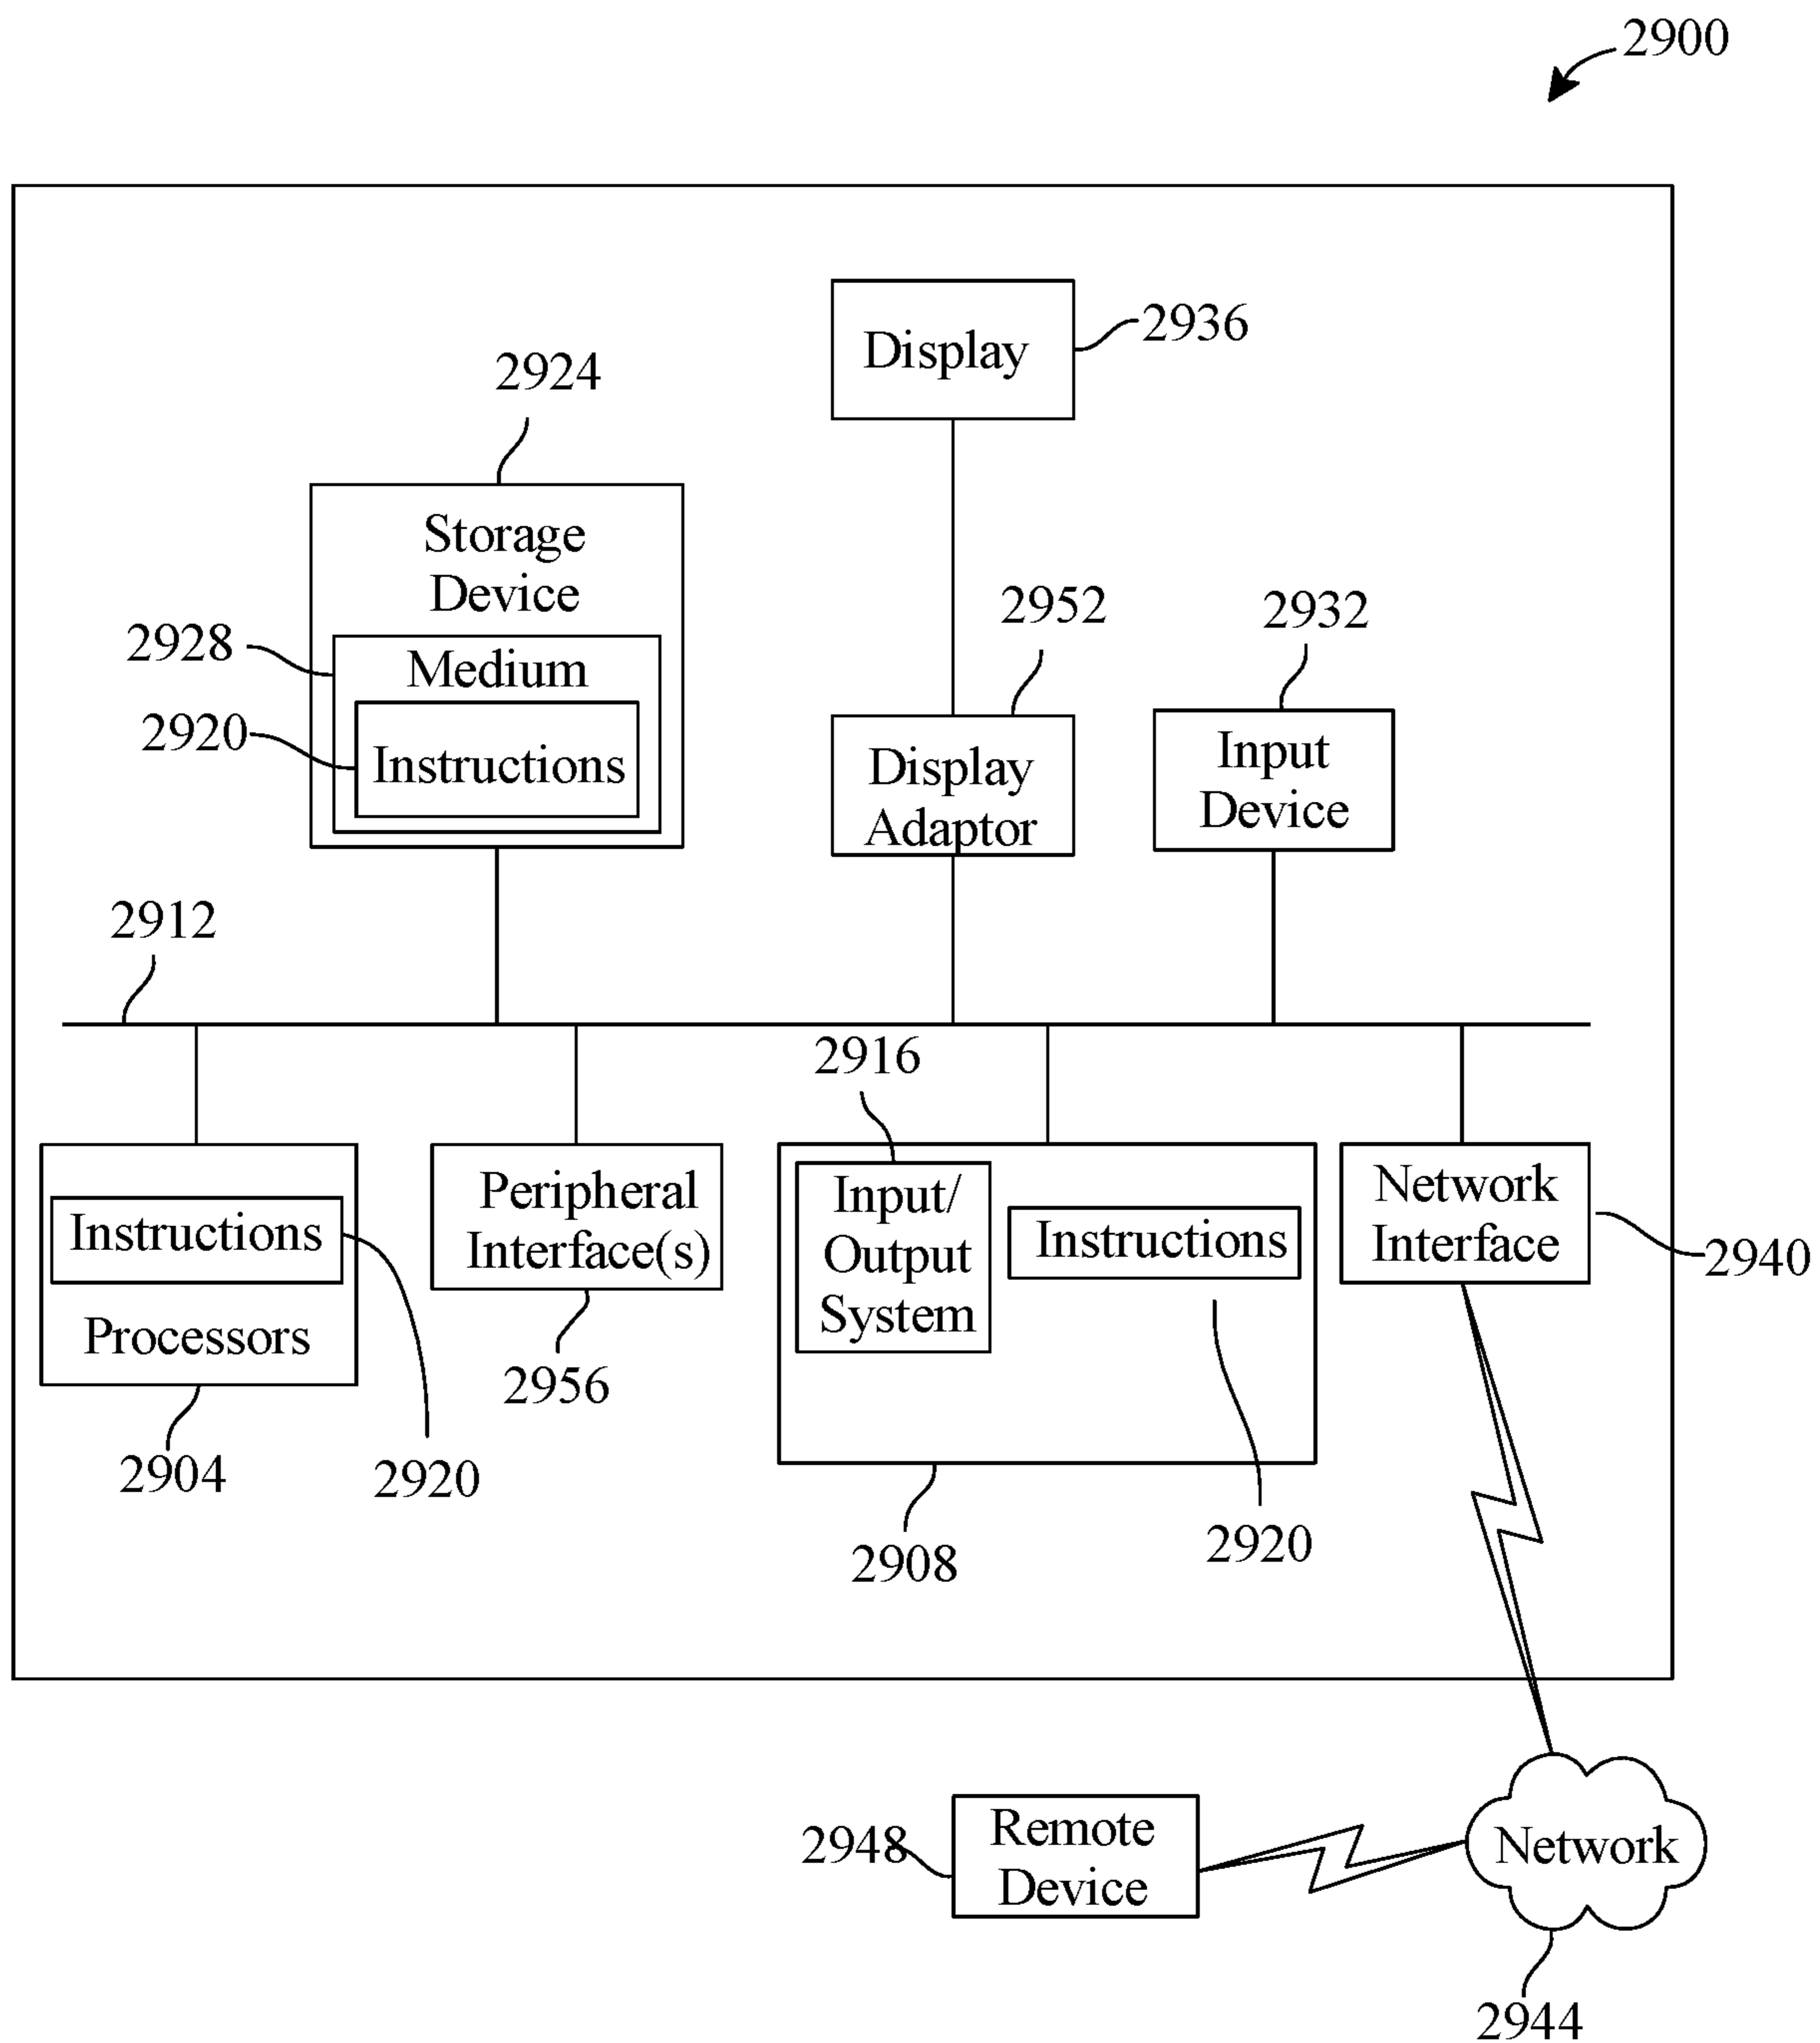 2900
Display
2936
2924
Storage
Device
2928
Medium
2920
Instructions
2952
Display
Adaptor
2932
Input
Device
2912
2916
Instructions
Processors
2904
2920
Peripheral
Interface(s)
2956
Input/
Output
System
Instructions
2908
2920
Network
Interface
2940
2948
Remote
Device
Network
2944